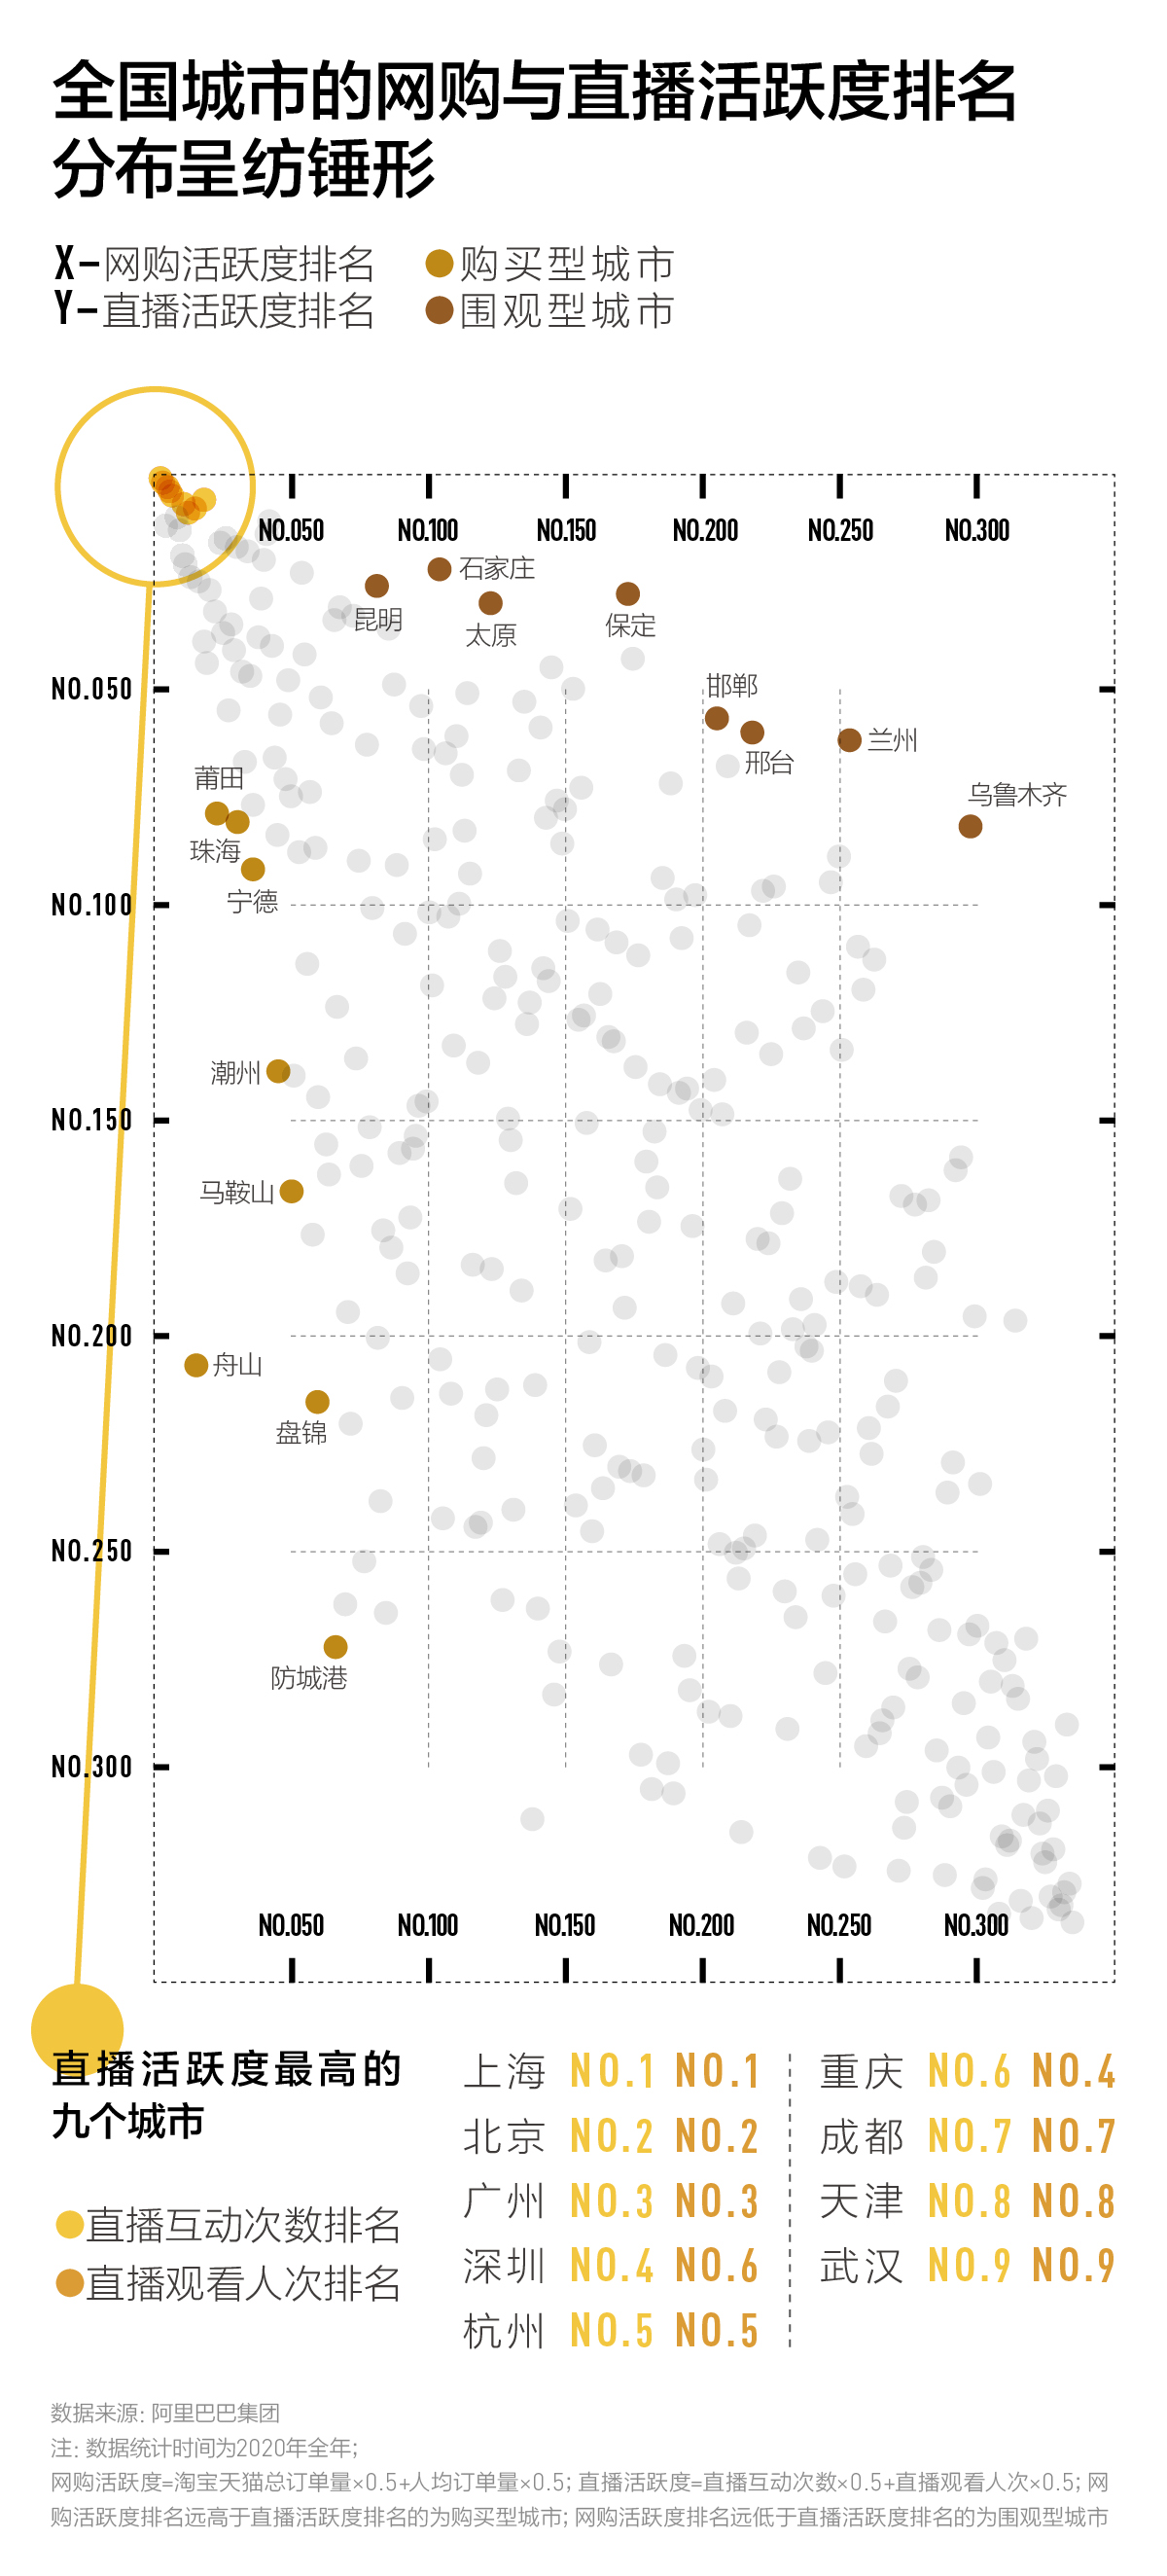 全国城市的网购与直播活跃度排名
分布呈纺锤形
X-网购活跃度排名 购买型城市
Y-直播活跃度排名 围观型城市
NO.050 NO.100 NO.150 NO.200 NO.250 NO.300
石家庄
昆明
太原
保定
NO.050
邯郸
兰州
邢台
莆田
乌鲁木齐
珠海
宁德
NO.100
潮州
NO.150
马鞍山
NO.200
舟山
盘锦
NO.250
防城港
NO.300
NO.050 NO.100 NO.150 NO.200 NO.250 NO.300
直播活跃度最高的
九个城市
直播互动次数排名
直播观看人次排名
上海 NO.1 NO.1
北京 NO.2 NO.2
广州 NO.3 NO.3
深圳 NO.4 NO.6
杭州 NO.5 NO.5
重庆 NO.6 NO.4
成都 NO.7 NO.7
天津 NO.8 NO.8
武汉 NO.9 NO.9
数据来源: 阿里巴巴集团
注: 数据统计时间为2020年全年;
网购活跃度=淘宝天猫总订单量×0.5+人均订单量×0.5; 直播活跃度=直播互动次数×0.5+直播观看人次×0.5; 网
购活跃度排名远高于直播活跃度排名的为购买型城市; 网购活跃度排名远低于直播活跃度排名的为围观型城市